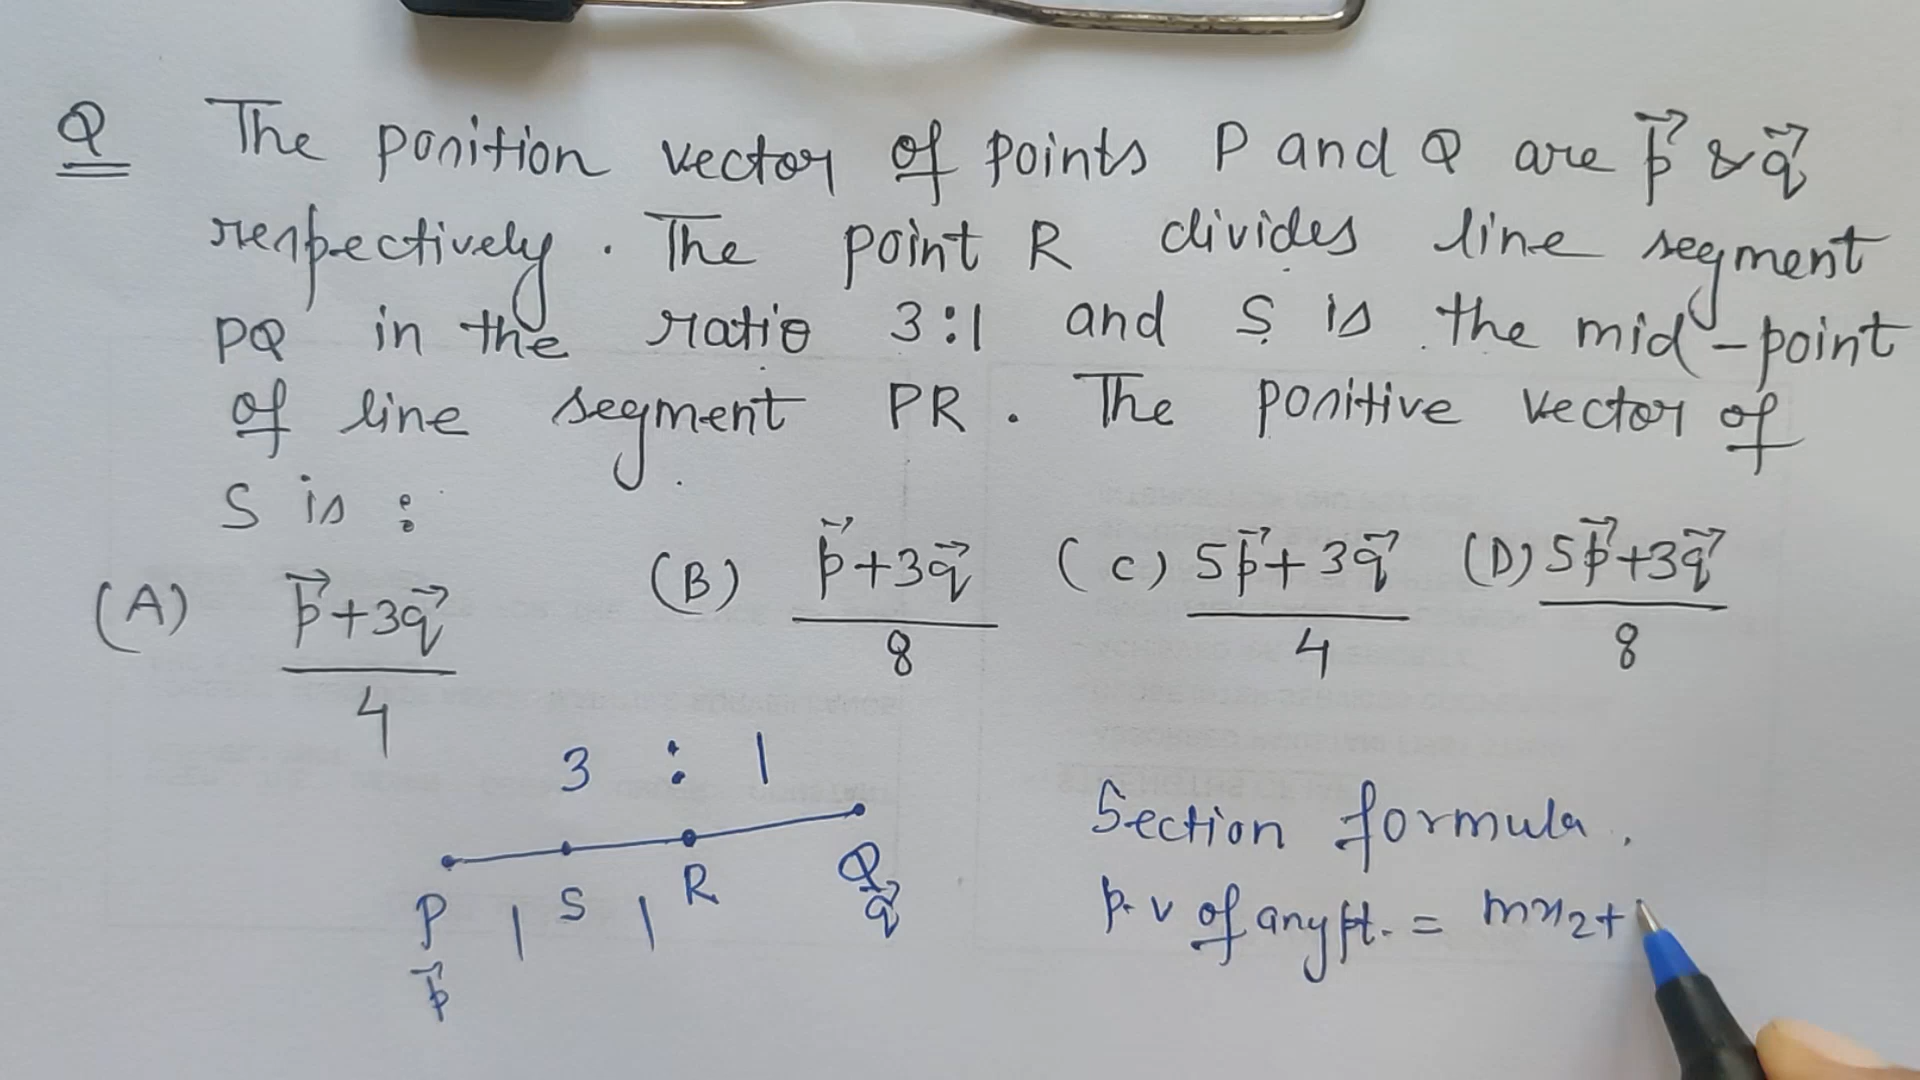 Q The position vector of points P and Q are p⃗ & q⃗
respectively. The point R divides line segment
PQ in the ratio 3:1 and S is the mid-point
of line segment PR. The positive vector of
S is :
(A) p⃗+3q⃗/4 (B) p⃗+3q⃗/8 (C) 5p⃗+3q⃗/4 (D) 5p⃗+3q⃗/8
3 : 1
P 1 S 1 R Q
p⃗ q⃗
Section formula.
p.v of any pt. = mx₂+